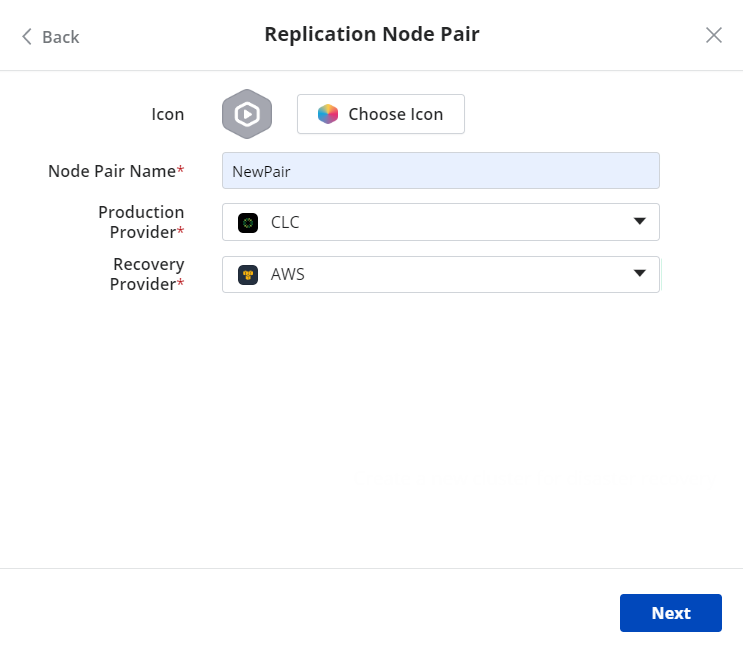 Back
Replication Node Pair
Icon
Choose Icon
Node Pair Name*
NewPair
Production
Provider*
CLC
Recovery
Provider*
AWS
Next